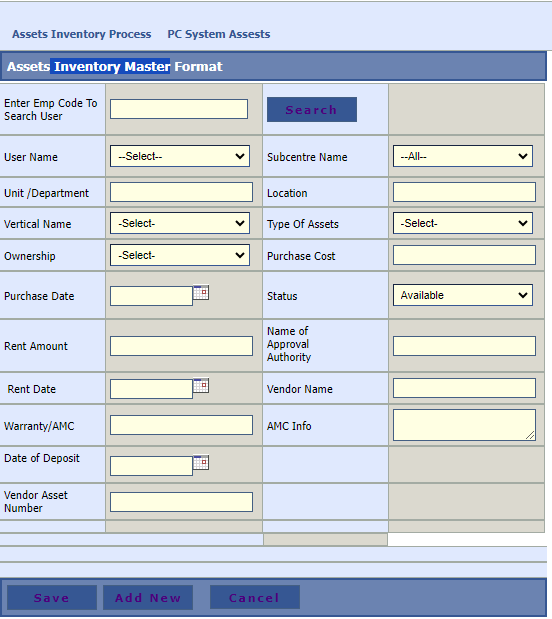 Assets Inventory Process PC System Assests
Assets Inventory Master Format
Enter Emp Code To
Search User
Search
User Name
--Select--
Subcentre Name
--All--
Unit /Department
Location
Vertical Name
-Select-
Type Of Assets
-Select-
Ownership
-Select-
Purchase Cost
Purchase Date
Status
Available
Rent Amount
Name of
Approval
Authority
Rent Date
Vendor Name
Warranty/AMC
AMC Info
Date of Deposit
Vendor Asset
Number
Save Add New Cancel